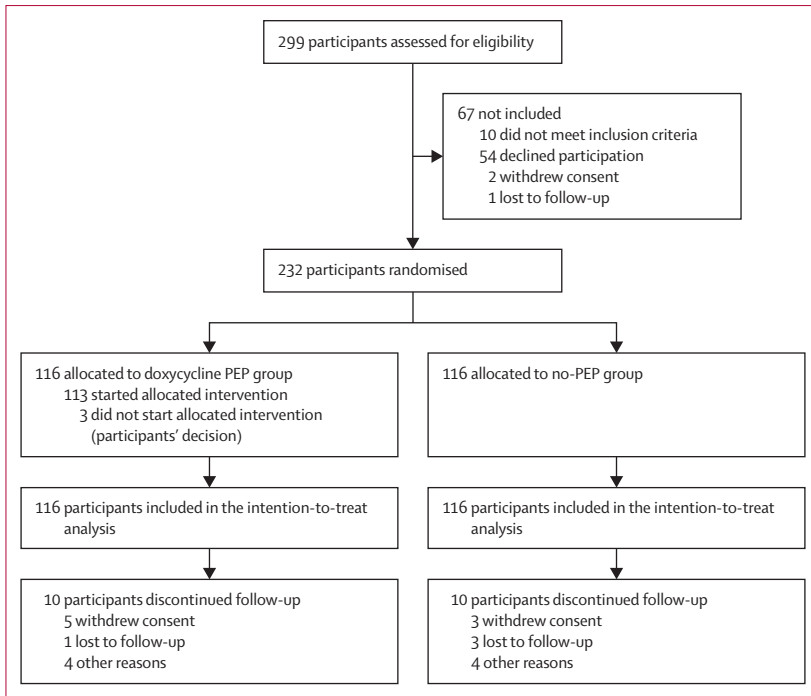 299 participants assessed for eligibility
67 not included
10 did not meet inclusion criteria
54 declined participation
2 withdrew consent
1 lost to follow-up
232 participants randomised
116 allocated to doxycycline PEP group
113 started allocated intervention
3 did not start allocated intervention
(participants’ decision)
116 allocated to no-PEP group
116 participants included in the intention-to-treat
analysis
116 participants included in the intention-to-treat
analysis
10 participants discontinued follow-up
5 withdrew consent
1 lost to follow-up
4 other reasons
10 participants discontinued follow-up
3 withdrew consent
3 lost to follow-up
4 other reasons